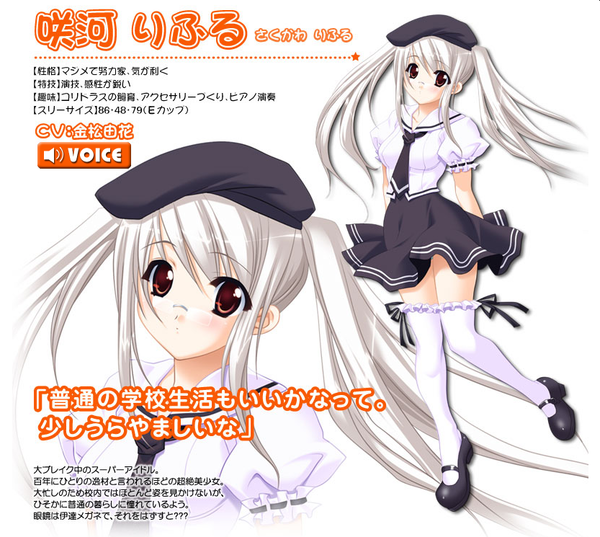 咲河 りふる さくかわ りふる
【性格】マジメで努力家、気が利く
【特技】演技、感性が鋭い
【趣味】コリドラスの飼育、アクセサリーづくり、ピアノ演奏
【スリーサイズ】86・48・79(Eカップ)
CV:金松由花
VOICE
「普通の学校生活もいいかなって。
少しうらやましいな」
大ブレイク中のスーパーアイドル。
百年にひとりの逸材と言われるほどの超絶美少女。
大忙しのため校内ではほとんど姿を見かけないが、
ひそかに普通の暮らしに憧れているよう。
眼鏡は伊達メガネで、それをはずすと???